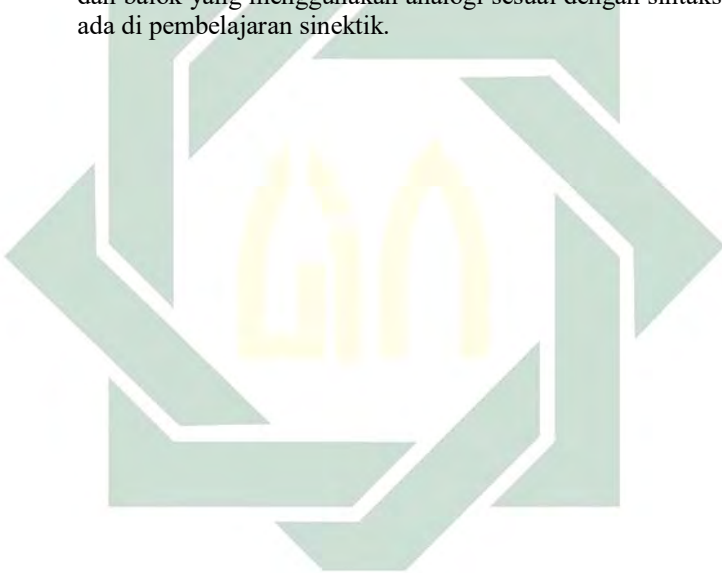 dan balok yang menggunakan analogi sesuai dengan sintaks
ada di pembelajaran sinektik.